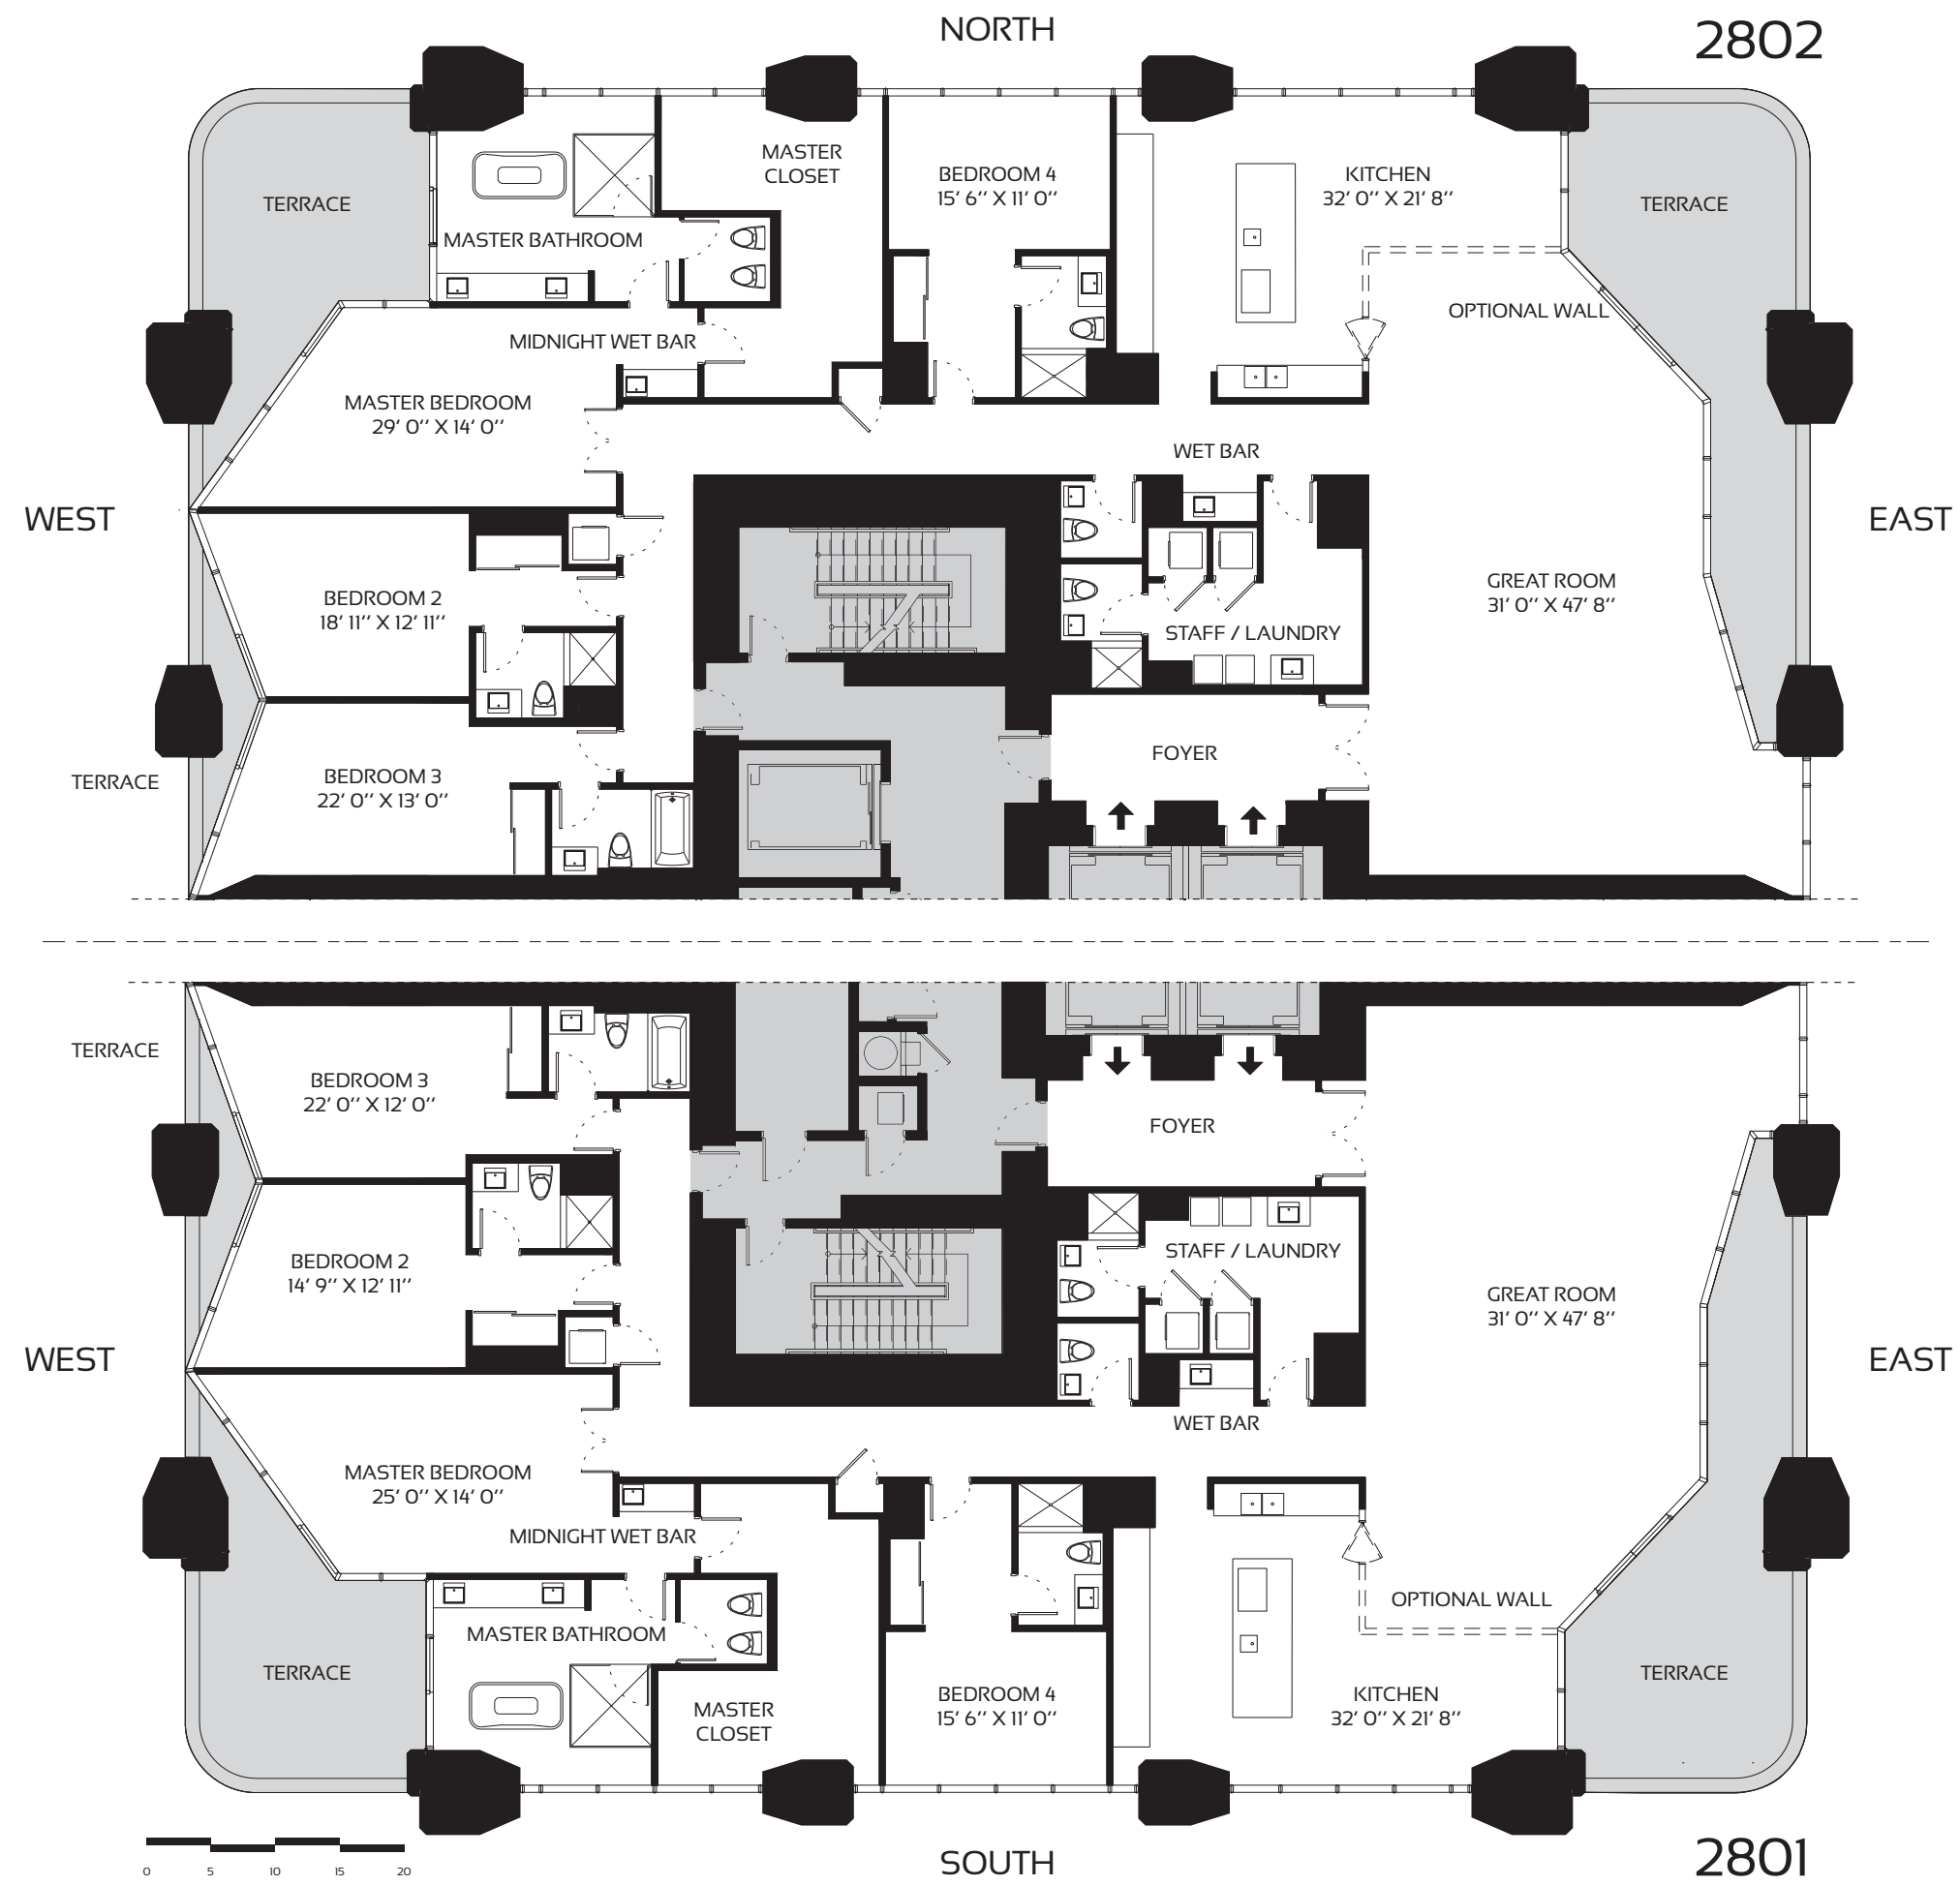 NORTH
2802
MASTER
CLOSET
BEDROOM 4
15’ 6’’ X 11’ 0’’
KITCHEN
32’ 0’’ X 21’ 8’’
TERRACE
TERRACE
MASTER BATHROOM
OPTIONAL WALL
MIDNIGHT WET BAR
MASTER BEDROOM
29’ 0’’ X 14’ 0’’
WET BAR
WEST
EAST
BEDROOM 2
18’ 11’’ X 12’ 11’’
GREAT ROOM
31’ 0’’ X 47’ 8’’
STAFF / LAUNDRY
FOYER
TERRACE
BEDROOM 3
22’ 0’’ X 13’ 0’’
TERRACE
BEDROOM 3
22’ 0’’ X 12’ 0’’
FOYER
STAFF / LAUNDRY
BEDROOM 2
14’ 9’’ X 12’ 11’’
GREAT ROOM
31’ 0’’ X 47’ 8’’
WEST
EAST
WET BAR
MASTER BEDROOM
25’ 0’’ X 14’ 0’’
MIDNIGHT WET BAR
OPTIONAL WALL
MASTER BATHROOM
TERRACE
TERRACE
MASTER
CLOSET
BEDROOM 4
15’ 6’’ X 11’ 0’’
KITCHEN
32’ 0’’ X 21’ 8’’
0 5 10 15 20
SOUTH
2801